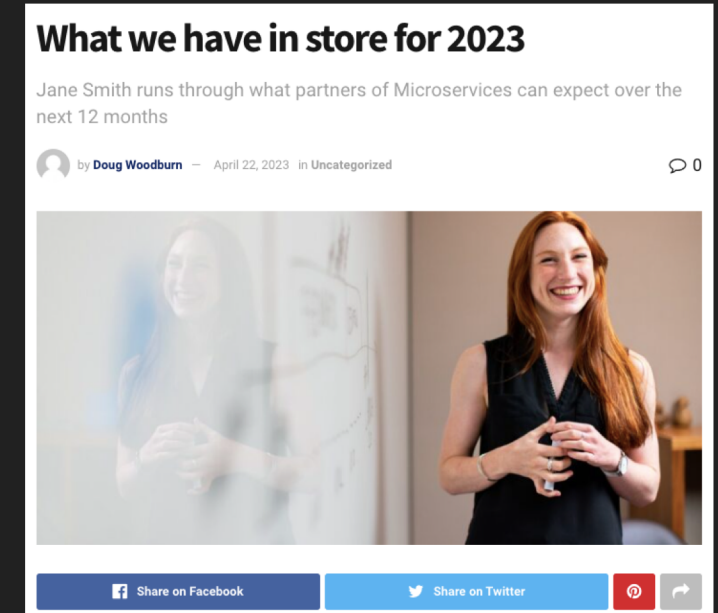 What we have in store for 2023
Jane Smith runs through what partners of Microservices can expect over the
next 12 months
by Doug Woodburn — April 22, 2023 in Uncategorized
0
Share on Facebook
Share on Twitter